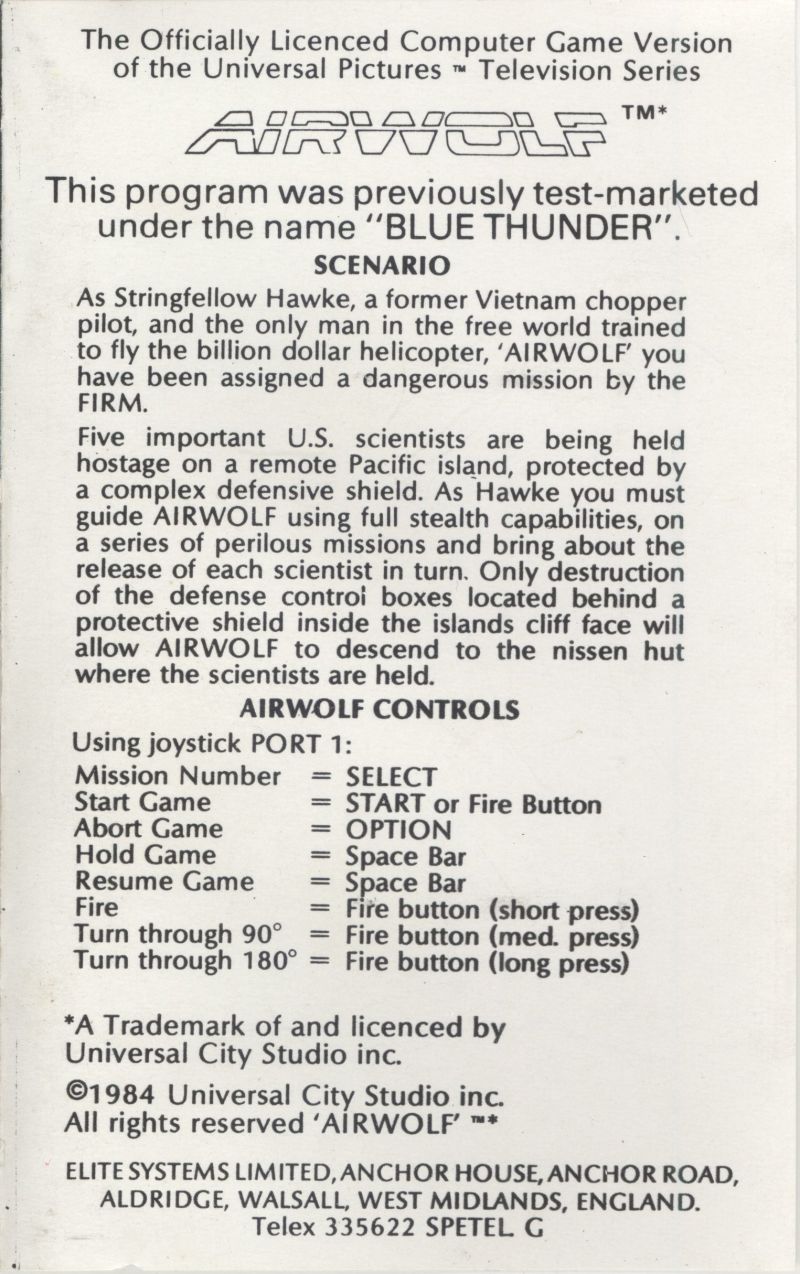 The Officially Licenced Computer Game Version
of the Universal Pictures ™ Television Series
AIRWOLF TM*
This program was previously test-marketed
under the name "BLUE THUNDER".
SCENARIO
As Stringfellow Hawke, a former Vietnam chopper
pilot, and the only man in the free world trained
to fly the billion dollar helicopter, 'AIRWOLF' you
have been assigned a dangerous mission by the
FIRM.
Five important U.S. scientists are being held
hostage on a remote Pacific island, protected by
a complex defensive shield. As Hawke you must
guide AIRWOLF using full stealth capabilities, on
a series of perilous missions and bring about the
release of each scientist in turn. Only destruction
of the defense control boxes located behind a
protective shield inside the islands cliff face will
allow AIRWOLF to descend to the nissen hut
where the scientists are held.
AIRWOLF CONTROLS
Using joystick PORT 1:
Mission Number = SELECT
Start Game = START or Fire Button
Abort Game = OPTION
Hold Game = Space Bar
Resume Game = Space Bar
Fire = Fire button (short press)
Turn through 90° = Fire button (med. press)
Turn through 180° = Fire button (long press)
*A Trademark of and licenced by
Universal City Studio inc.
©1984 Universal City Studio inc.
All rights reserved 'AIRWOLF' ™*
ELITE SYSTEMS LIMITED, ANCHOR HOUSE, ANCHOR ROAD,
ALDRIDGE, WALSALL, WEST MIDLANDS, ENGLAND.
Telex 335622 SPETEL G